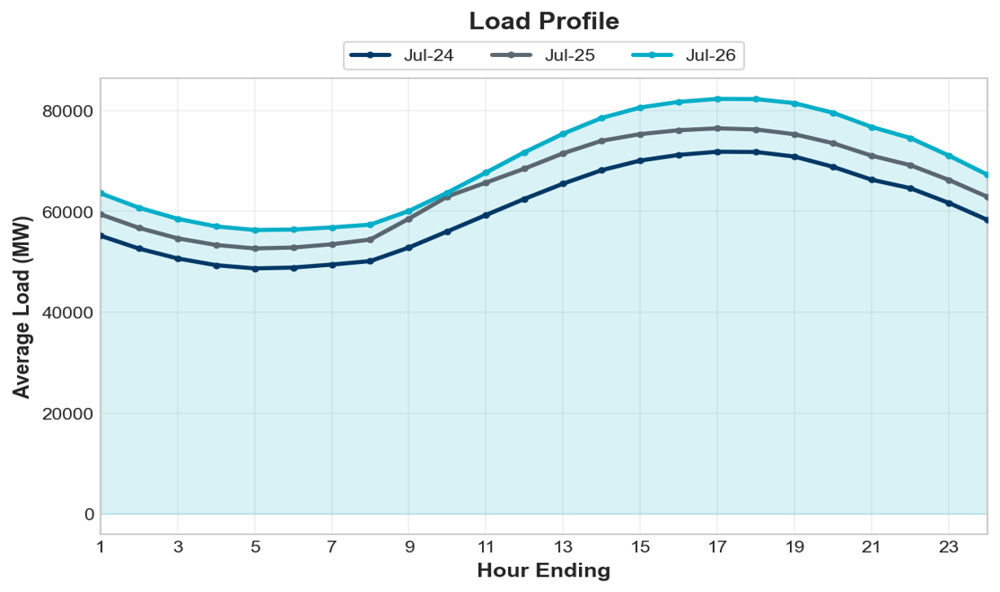 Load Profile
Jul-24 Jul-25 Jul-26
80000
60000
40000
20000
0
Average Load (MW)
1 3 5 7 9 11 13 15 17 19 21 23
Hour Ending